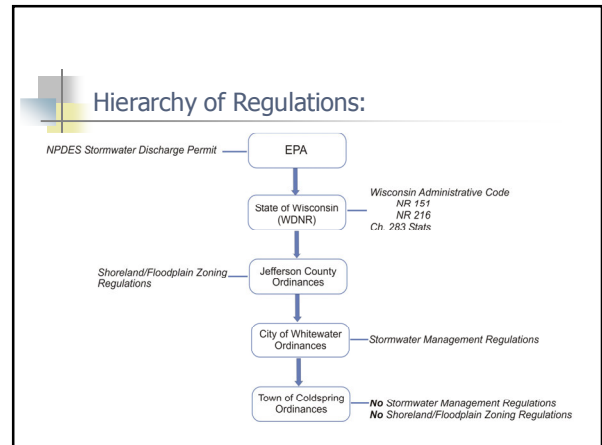 Hierarchy of Regulations:
NPDES Stormwater Discharge Permit
EPA
State of Wisconsin
(WDNR)
Wisconsin Administrative Code
NR 151
NR 216
Ch. 283 Stats
Shoreland/Floodplain Zoning
Regulations
Jefferson County
Ordinances
City of Whitewater
Ordinances
Stormwater Management Regulations
Town of Coldspring
Ordinances
No Stormwater Management Regulations
No Shoreland/Floodplain Zoning Regulations